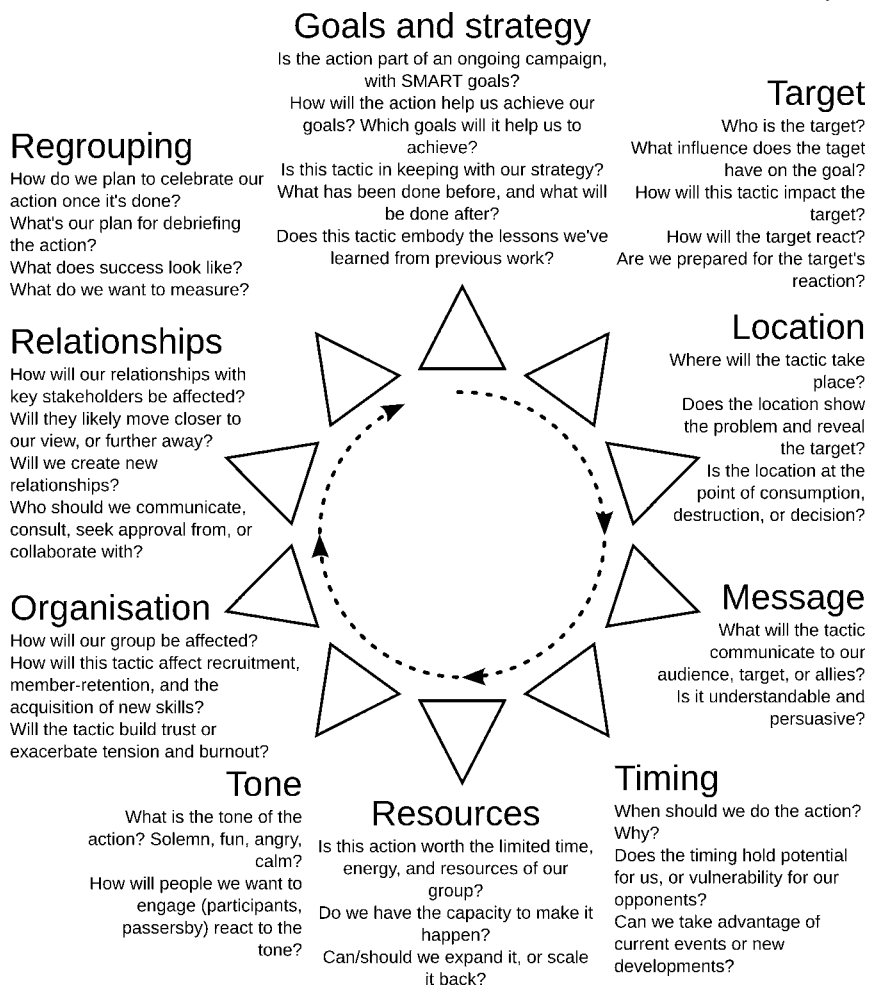 Goals and strategy
Is the action part of an ongoing campaign,
with SMART goals?
How will the action help us achieve our
goals? Which goals will it help us to
achieve?
Is this tactic in keeping with our strategy?
What has been done before, and what will
be done after?
Does this tactic embody the lessons we've
learned from previous work?
Target
Who is the target?
What influence does the taget
have on the goal?
How will this tactic impact the
target?
How will the target react?
Are we prepared for the target's
reaction?
Location
Where will the tactic take
place?
Does the location show
the problem and reveal
the target?
Is the location at the
point of consumption,
destruction, or decision?
Message
What will the tactic
communicate to our
audience, target, or allies?
Is it understandable and
persuasive?
Timing
When should we do the action?
Why?
Does the timing hold potential
for us, or vulnerability for our
opponents?
Can we take advantage of
current events or new
developments?
Resources
Is this action worth the limited time,
energy, and resources of our
group?
Do we have the capacity to make it
happen?
Can/should we expand it, or scale
it back?
Tone
What is the tone of the
action? Solemn, fun, angry,
calm?
How will people we want to
engage (participants,
passersby) react to the
tone?
Organisation
How will our group be affected?
How will this tactic affect recruitment,
member-retention, and the
acquisition of new skills?
Will the tactic build trust or
exacerbate tension and burnout?
Relationships
How will our relationships with
key stakeholders be affected?
Will they likely move closer to
our view, or further away?
Will we create new
relationships?
Who should we communicate,
consult, seek approval from, or
collaborate with?
Regrouping
How do we plan to celebrate our
action once it's done?
What's our plan for debriefing
the action?
What does success look like?
What do we want to measure?